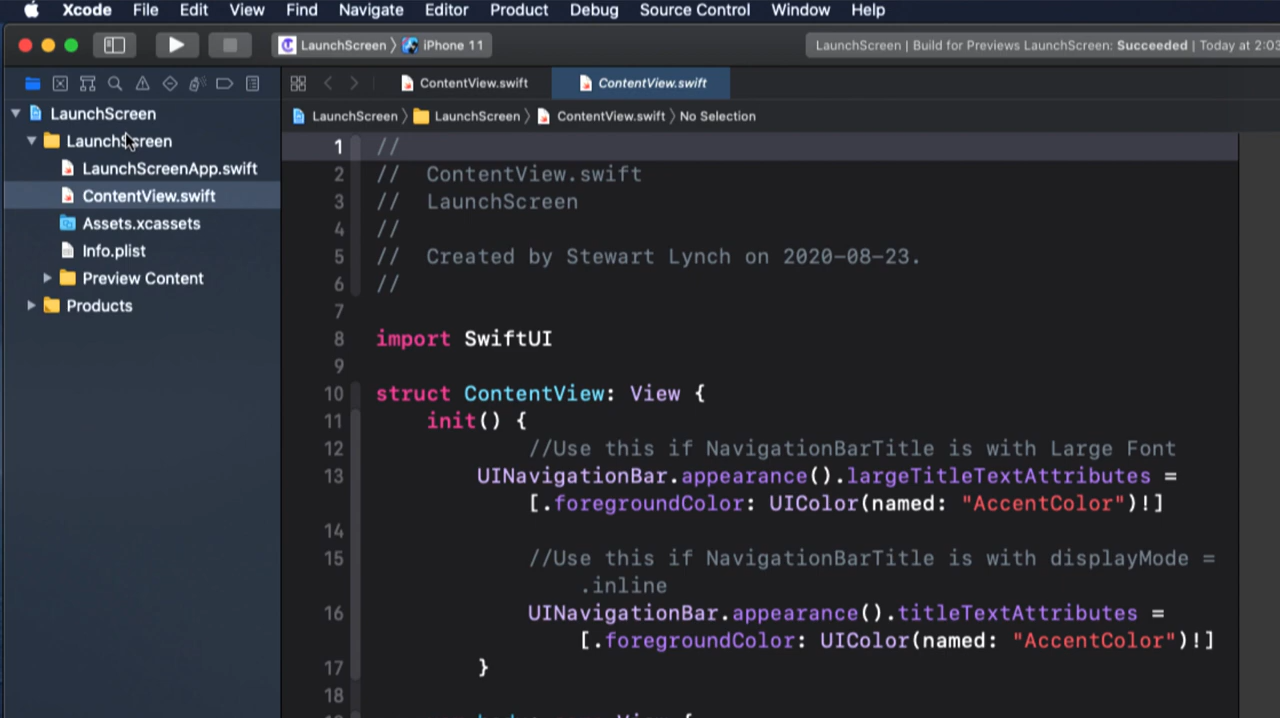 Xcode File Edit View Find Navigate Editor Product Debug Source Control Window Help
LaunchScreen 〉 iPhone 11
LaunchScreen | Build for Previews LaunchScreen: Succeeded | Today at 2:03
ContentView.swift
ContentView.swift
LaunchScreen 〉 LaunchScreen 〉 ContentView.swift 〉 No Selection
LaunchScreen
LaunchScreen
LaunchScreenApp.swift
ContentView.swift
Assets.xcassets
Info.plist
Preview Content
Products
1 //
2 // ContentView.swift
3 // LaunchScreen
4 //
5 // Created by Stewart Lynch on 2020-08-23.
6 //
7
8 import SwiftUI
9
10 struct ContentView: View {
11 init() {
12 //Use this if NavigationBarTitle is with Large Font
13 UINavigationBar.appearance().largeTitleTextAttributes =
[.foregroundColor: UIColor(named: "AccentColor")!]
14
15 //Use this if NavigationBarTitle is with displayMode =
.inline
16 UINavigationBar.appearance().titleTextAttributes =
[.foregroundColor: UIColor(named: "AccentColor")!]
17 }
18